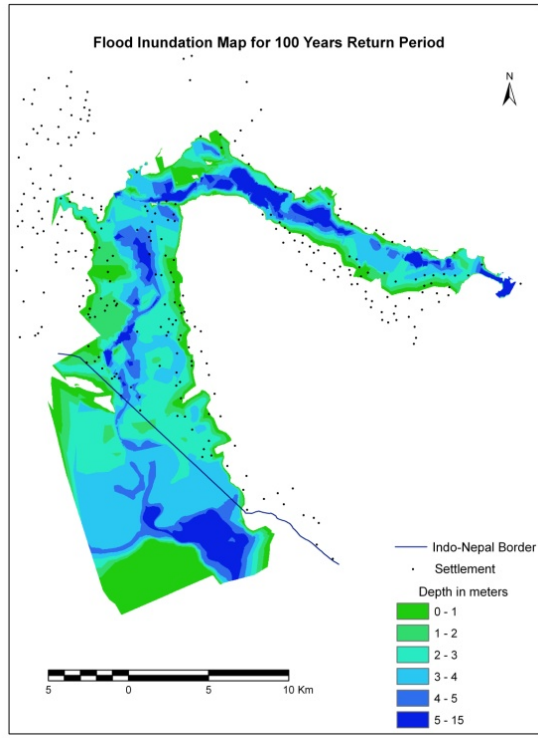 Flood Inundation Map for 100 Years Return Period
N
Indo-Nepal Border
Settlement
Depth in meters
0 - 1
1 - 2
2 - 3
3 - 4
4 - 5
5 - 15
5 0 5 10 Km